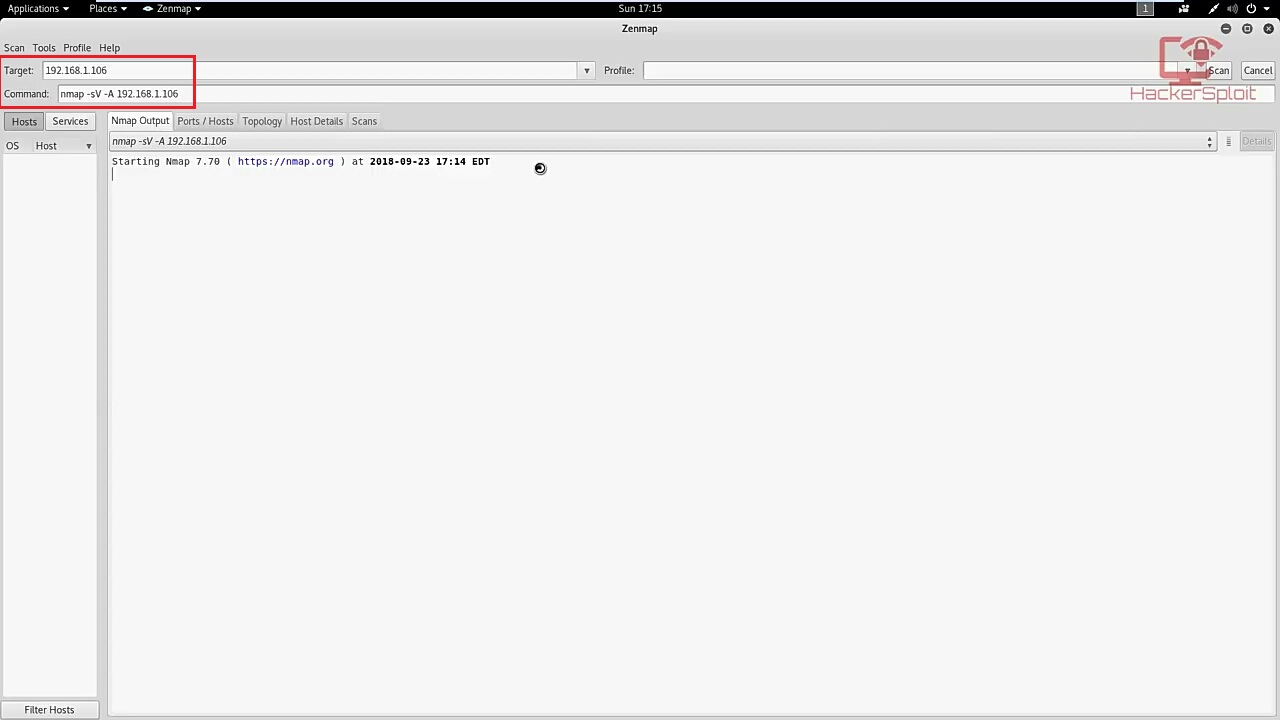 Applications Places Zenmap Sun 17:15 1
Zenmap
Scan Tools Profile Help
Target: 192.168.1.106 Profile: Scan Cancel
Command: nmap -sV -A 192.168.1.106
HackerSploit
Hosts Services Nmap Output Ports / Hosts Topology Host Details Scans
OS Host nmap -sV -A 192.168.1.106 Details
Starting Nmap 7.70 ( https://nmap.org ) at 2018-09-23 17:14 EDT
Filter Hosts